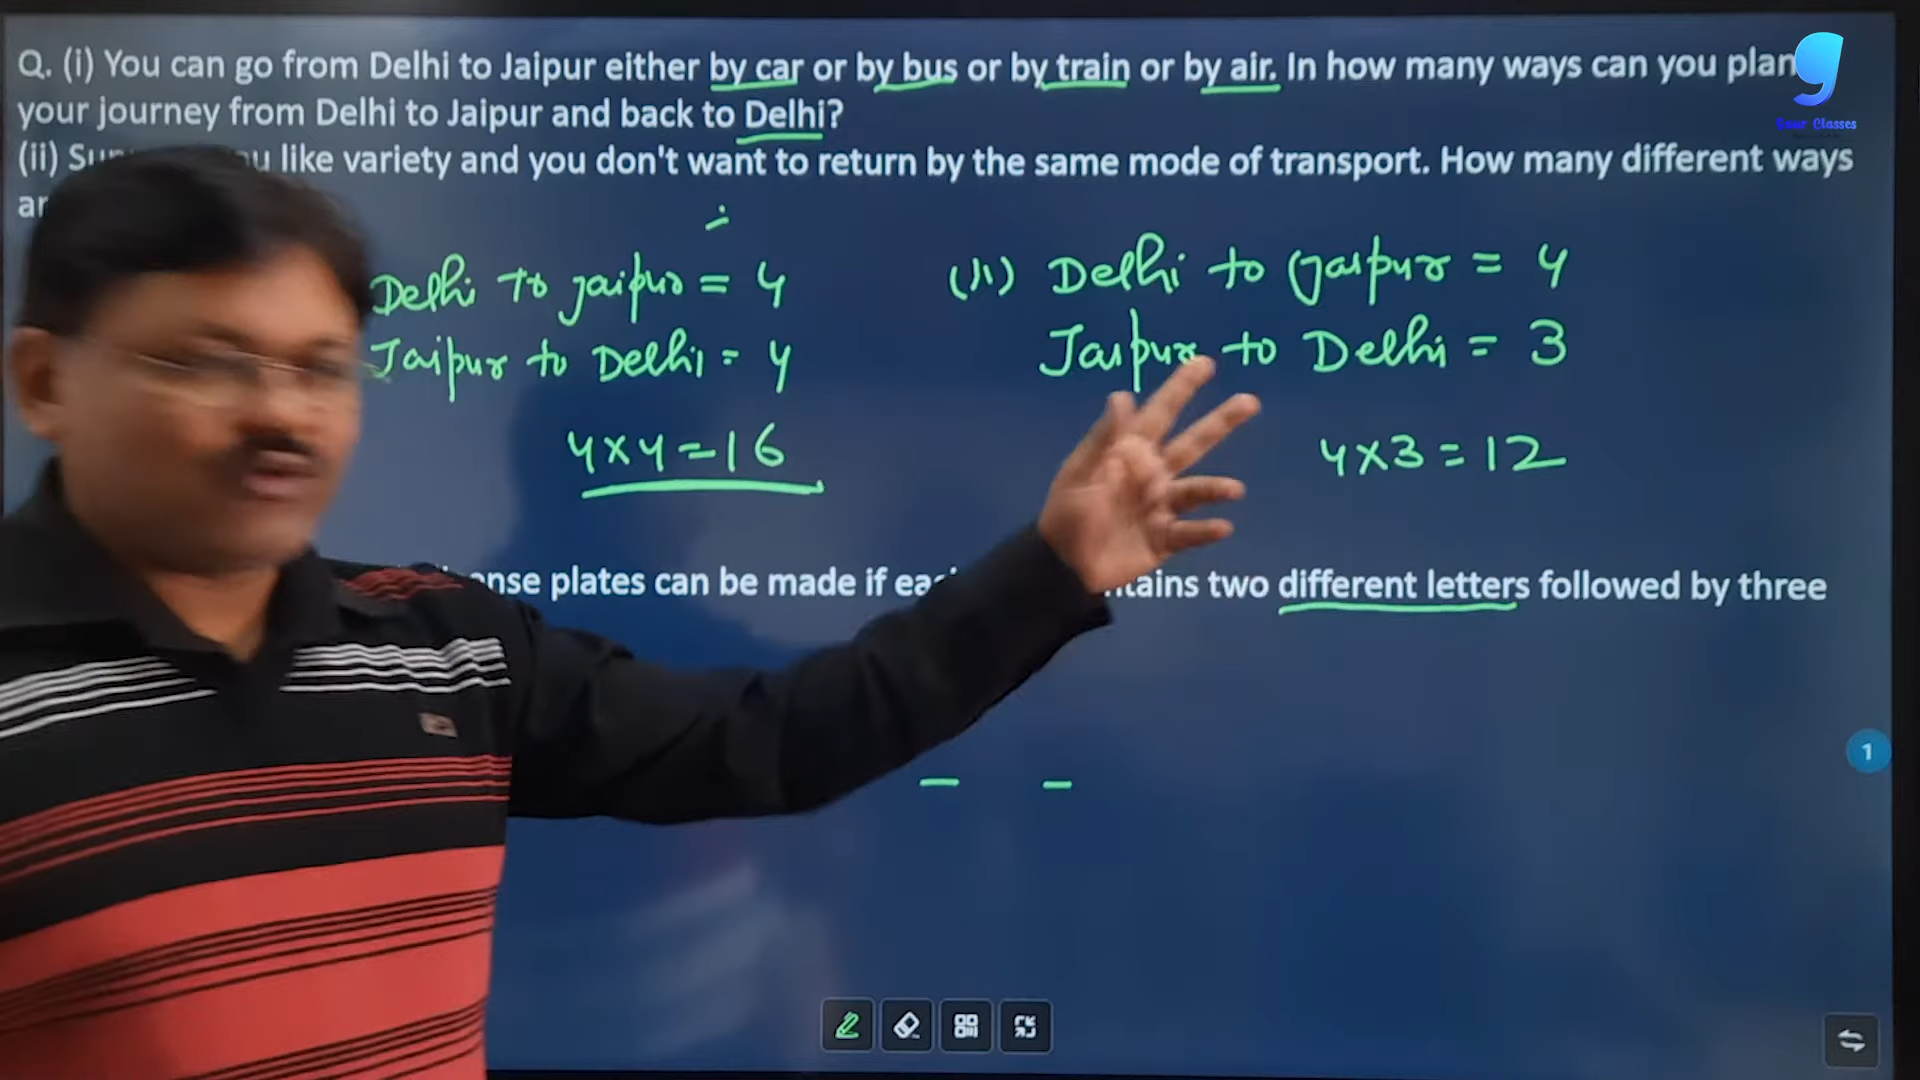 Q. (i) You can go from Delhi to Jaipur either by car or by bus or by train or by air. In how many ways can you plan
your journey from Delhi to Jaipur and back to Delhi?
(ii) like variety and you don't want to return by the same mode of transport. How many different ways
Delhi To jaipur = 4
Jaipur to Delhi = 4
4x4=16
(ii) Delhi to jaipur = 4
Jaipur to Delhi = 3
4x3=12
plates can be made if two different letters followed by three
1
Gaur Classes